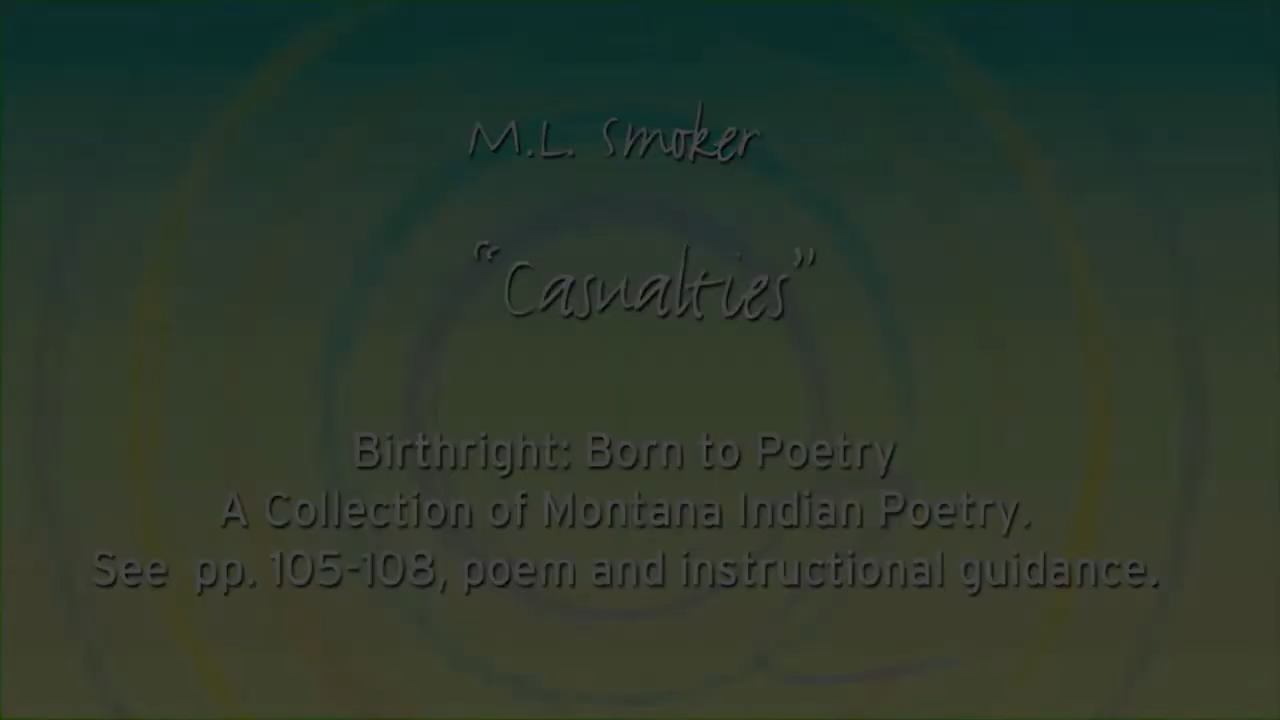 M.L. Smoker
“Casualties”
Birthright: Born to Poetry
A Collection of Montana Indian Poetry.
See pp. 105-108, poem and instructional guidance.